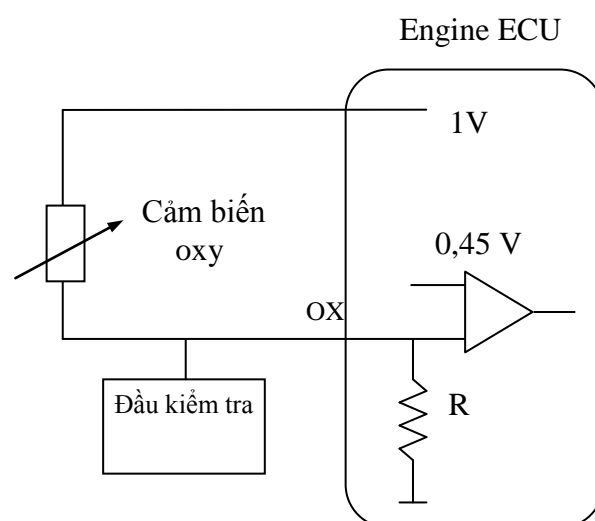 Engine ECU
1V
Cảm biến
oxy
0,45 V
OX
Đầu kiểm tra
R